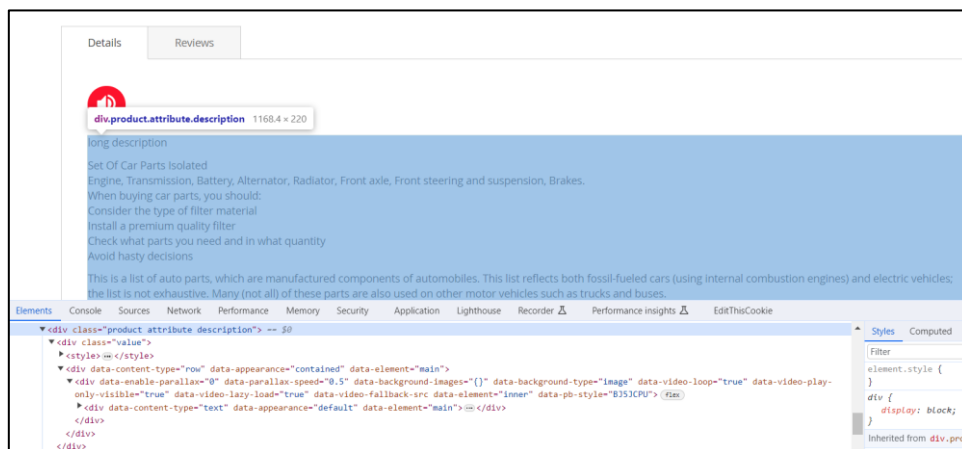 Details Reviews
div.product.attribute.description 1168.4 × 220
long description
Set Of Car Parts Isolated
Engine, Transmission, Battery, Alternator, Radiator, Front axle, Front steering and suspension, Brakes.
When buying car parts, you should:
Consider the type of filter material
Install a premium quality filter
Check what parts you need and in what quantity
Avoid hasty decisions
This is a list of auto parts, which are manufactured components of automobiles. This list reflects both fossil-fueled cars (using internal combustion engines) and electric vehicles;
the list is not exhaustive. Many (not all) of these parts are also used on other motor vehicles such as trucks and buses.
Elements Console Sources Network Performance Memory Security Application Lighthouse Recorder Performance insights EditThisCookie
▼<div class="product attribute description"> == $0
▼<div class="value">
▶<style>…</style>
▼<div data-content-type="row" data-appearance="contained" data-element="main">
▼<div data-enable-parallax="0" data-parallax-speed="0.5" data-background-images="{}" data-background-type="image" data-video-loop="true" data-video-play-
only-visible="true" data-video-lazy-load="true" data-video-fallback-src data-element="inner" data-pb-style="BJ5JCPU"> flex
▶<div data-content-type="text" data-appearance="default" data-element="main">…</div>
</div>
</div>
</div>
Styles Computed
Filter
element.style {
}
div {
display: block;
}
Inherited from div.pro